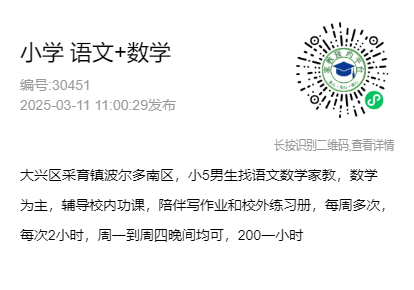 小学 语文+数学
编号:30451
2025-03-11 11:00:29发布
长按识别二维码,查看详情
大兴区采育镇波尔多南区，小5男生找语文数学家教，数学
为主，辅导校内功课，陪伴写作业和校外练习册，每周多次，
每次2小时，周一到周四晚间均可，200一小时